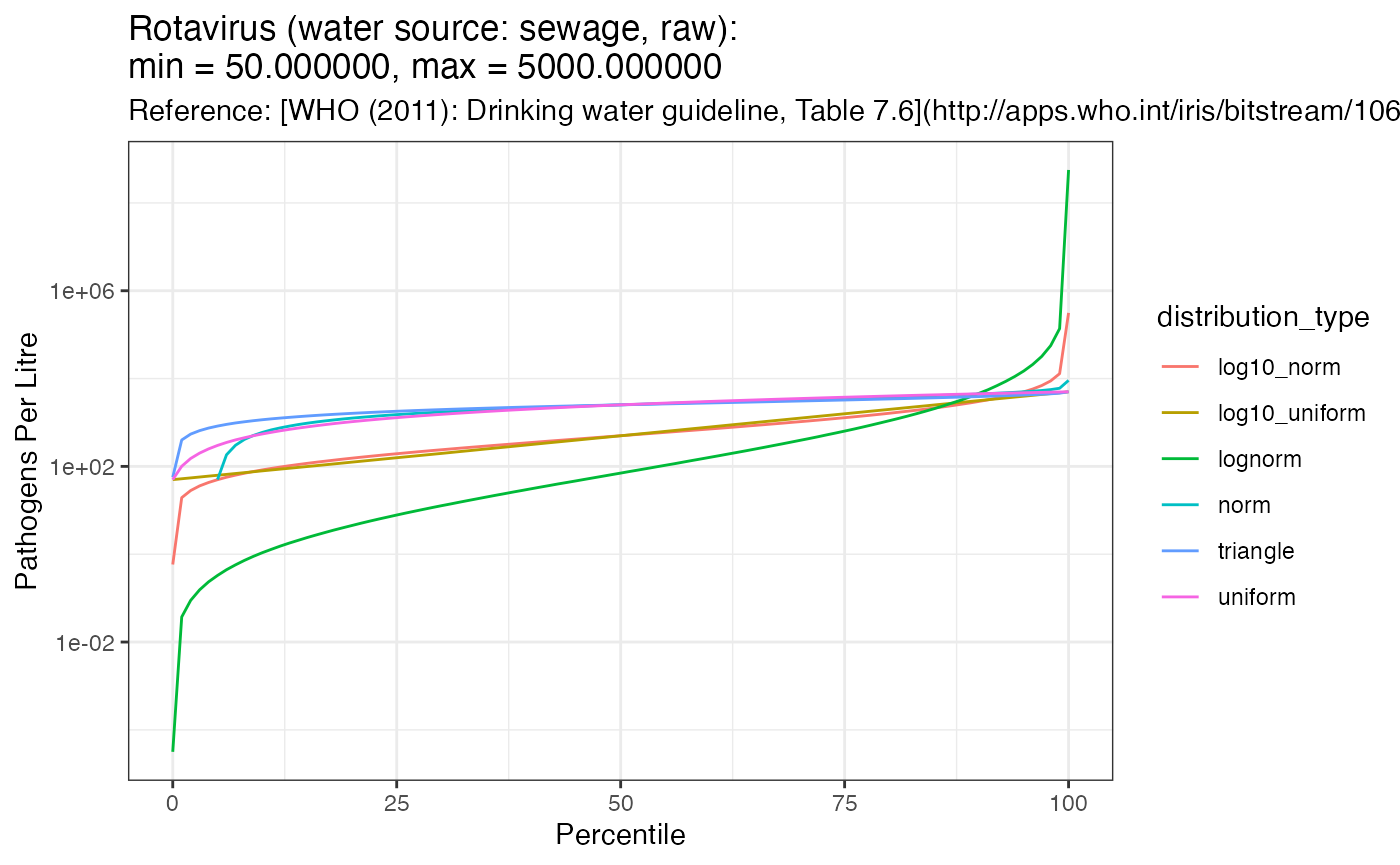 Rotavirus (water source: sewage, raw):
min = 50.000000, max = 5000.000000
Reference: [WHO (2011): Drinking water guideline, Table 7.6](http://apps.who.int/iris/bitstream/106
Pathogens Per Litre
1e+06
1e+02
1e-02
0
25
50
75
100
Percentile
distribution_type
log10_norm
log10_uniform
lognorm
norm
triangle
uniform